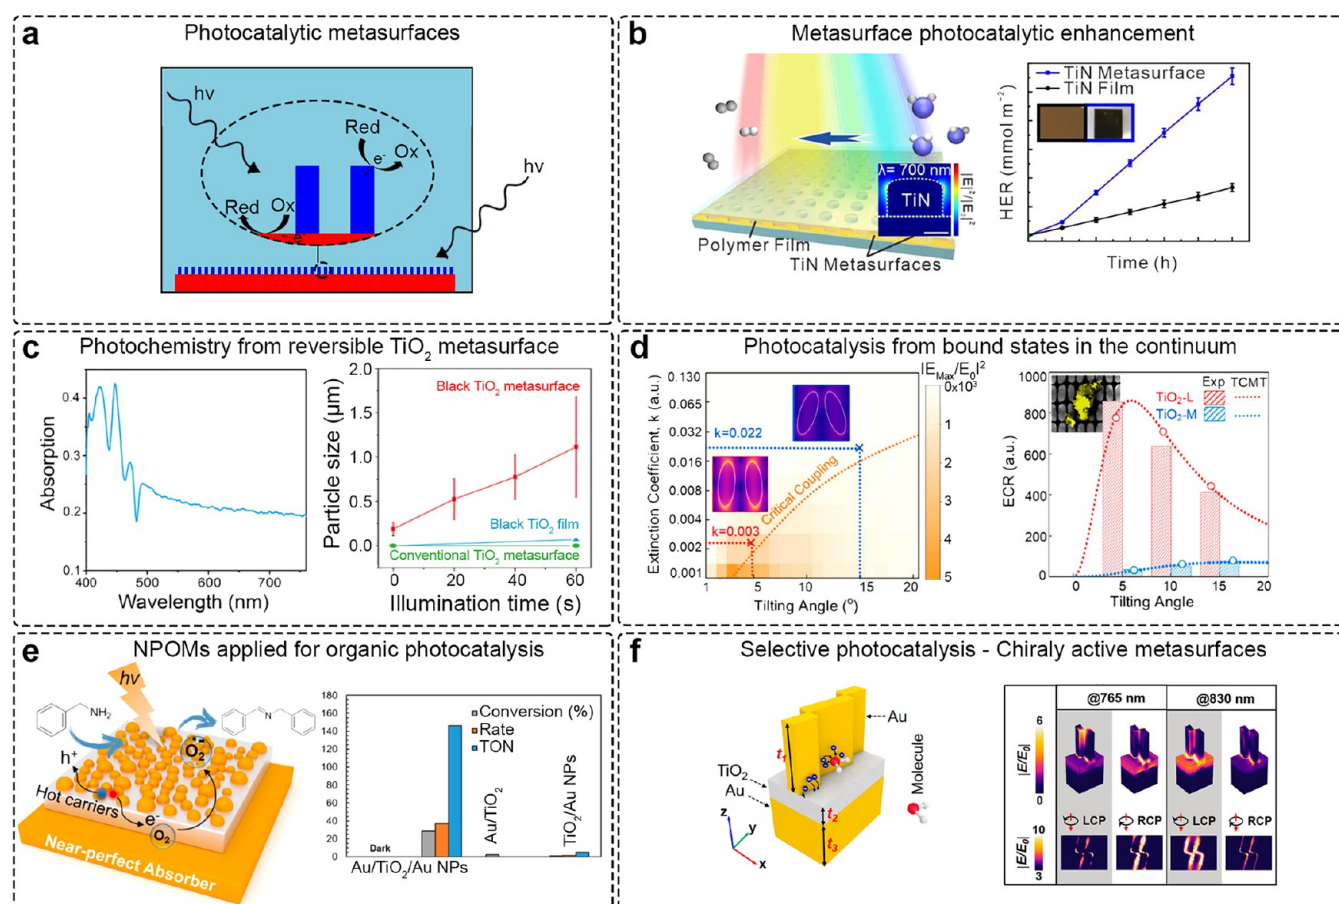 a
Photocatalytic metasurfaces
hv
Red
e-
Ox
hv
Red
Ox
e-
b
Metasurface photocatalytic enhancement
λ= 700 nm
TiN
|E|²/|E₀|²
Polymer Film
TiN Metasurfaces
TiN Metasurface
TiN Film
HER (mmol m⁻²)
Time (h)
c
Photochemistry from reversible TiO₂ metasurface
Absorption
0.4
0.3
0.2
0.1
400
500
600
700
Wavelength (nm)
Particle size (μm)
2.0
1.5
1.0
0.5
0.0
Black TiO₂ metasurface
Black TiO₂ film
Conventional TiO₂ metasurface
0
20
40
60
Illumination time (s)
d
Photocatalysis from bound states in the continuum
Extinction Coefficient, k (a.u.)
0.130
0.065
0.032
0.016
0.008
0.004
0.002
0.001
k=0.022
k=0.003
Critical Coupling
1
5
10
15
20
Tilting Angle (°)
|EMax/E₀|²
0x10³
1
2
3
4
5
ECR (a.u.)
1000
800
600
400
200
0
Exp
TCMT
TiO₂-L
TiO₂-M
0
5
10
15
20
Tilting Angle
e
NPOMs applied for organic photocatalysis
hv
NH₂
N
O₂•-
h⁺
Hot carriers
e-
O₂
Near-perfect Absorber
180
160
140
120
100
80
60
40
20
0
Conversion (%)
Rate
TON
Dark
Au/TiO₂/Au NPs
Au/TiO₂
TiO₂/Au NPs
f
Selective photocatalysis - Chiraly active metasurfaces
Au
TiO₂
Au
t₁
t₂
t₃
z
y
x
Molecule
@765 nm
@830 nm
6
|E/E₀|
0
LCP
RCP
LCP
RCP
10
|E/E₀|
3